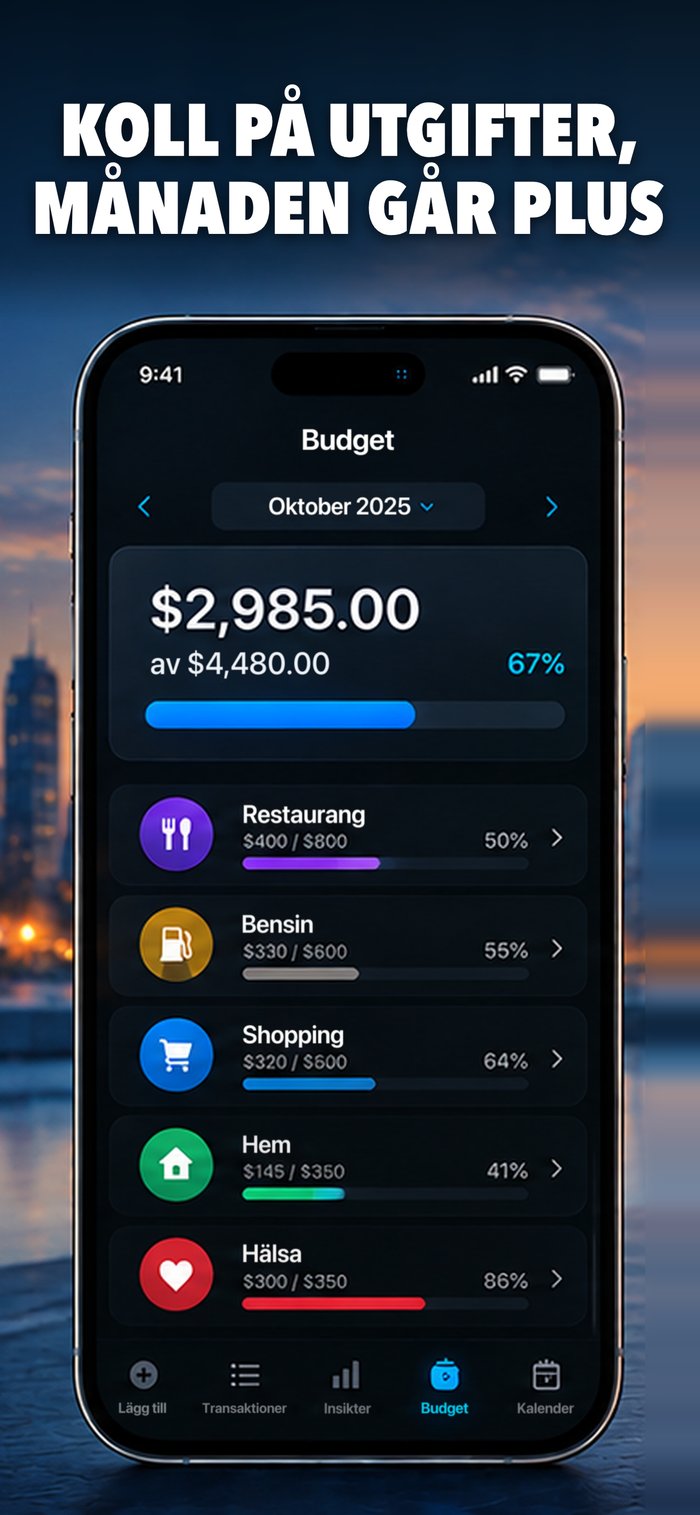 KOLL PÅ UTGIFTER,
MÅNADEN GÅR PLUS
9:41
Budget
Oktober 2025
$2,985.00
av $4,480.00
67%
Restaurang
$400 / $800
50%
Bensin
$330 / $600
55%
Shopping
$320 / $600
64%
Hem
$145 / $350
41%
Hälsa
$300 / $350
86%
Lägg till
Transaktioner
Insikter
Budget
Kalender